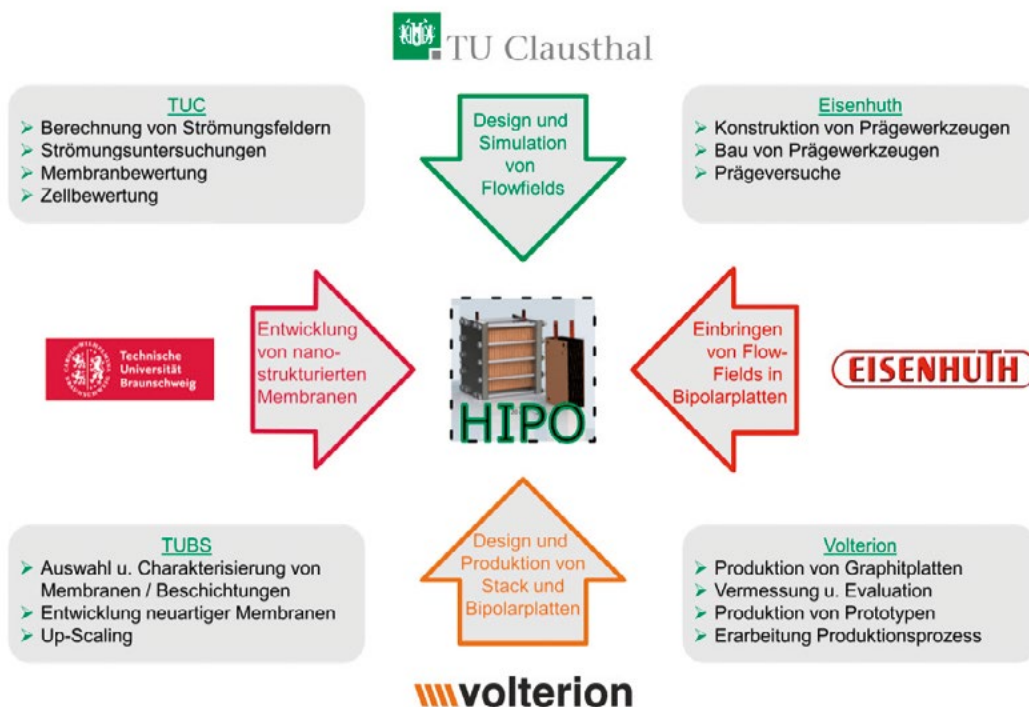 TU Clausthal
TUC
Berechnung von Strömungsfeldern
Strömungsuntersuchungen
Membranbewertung
Zellbewertung
Design und
Simulation
von
Flowfields
Eisenhuth
Konstruktion von Prägewerkzeugen
Bau von Prägewerkzeugen
Prägeversuche
Technische
Universität
Braunschweig
Entwicklung
von nano-
strukturierten
Membranen
HIPO
Einbringen
von Flow-
Fields in
Bipolarplatten
EISENHUTH
TUBS
Auswahl u. Charakterisierung von
Membranen / Beschichtungen
Entwicklung neuartiger Membranen
Up-Scaling
Design und
Produktion von
Stack und
Bipolarplatten
Volterion
Produktion von Graphitplatten
Vermessung u. Evaluation
Produktion von Prototypen
Erarbeitung Produktionsprozess
volterion